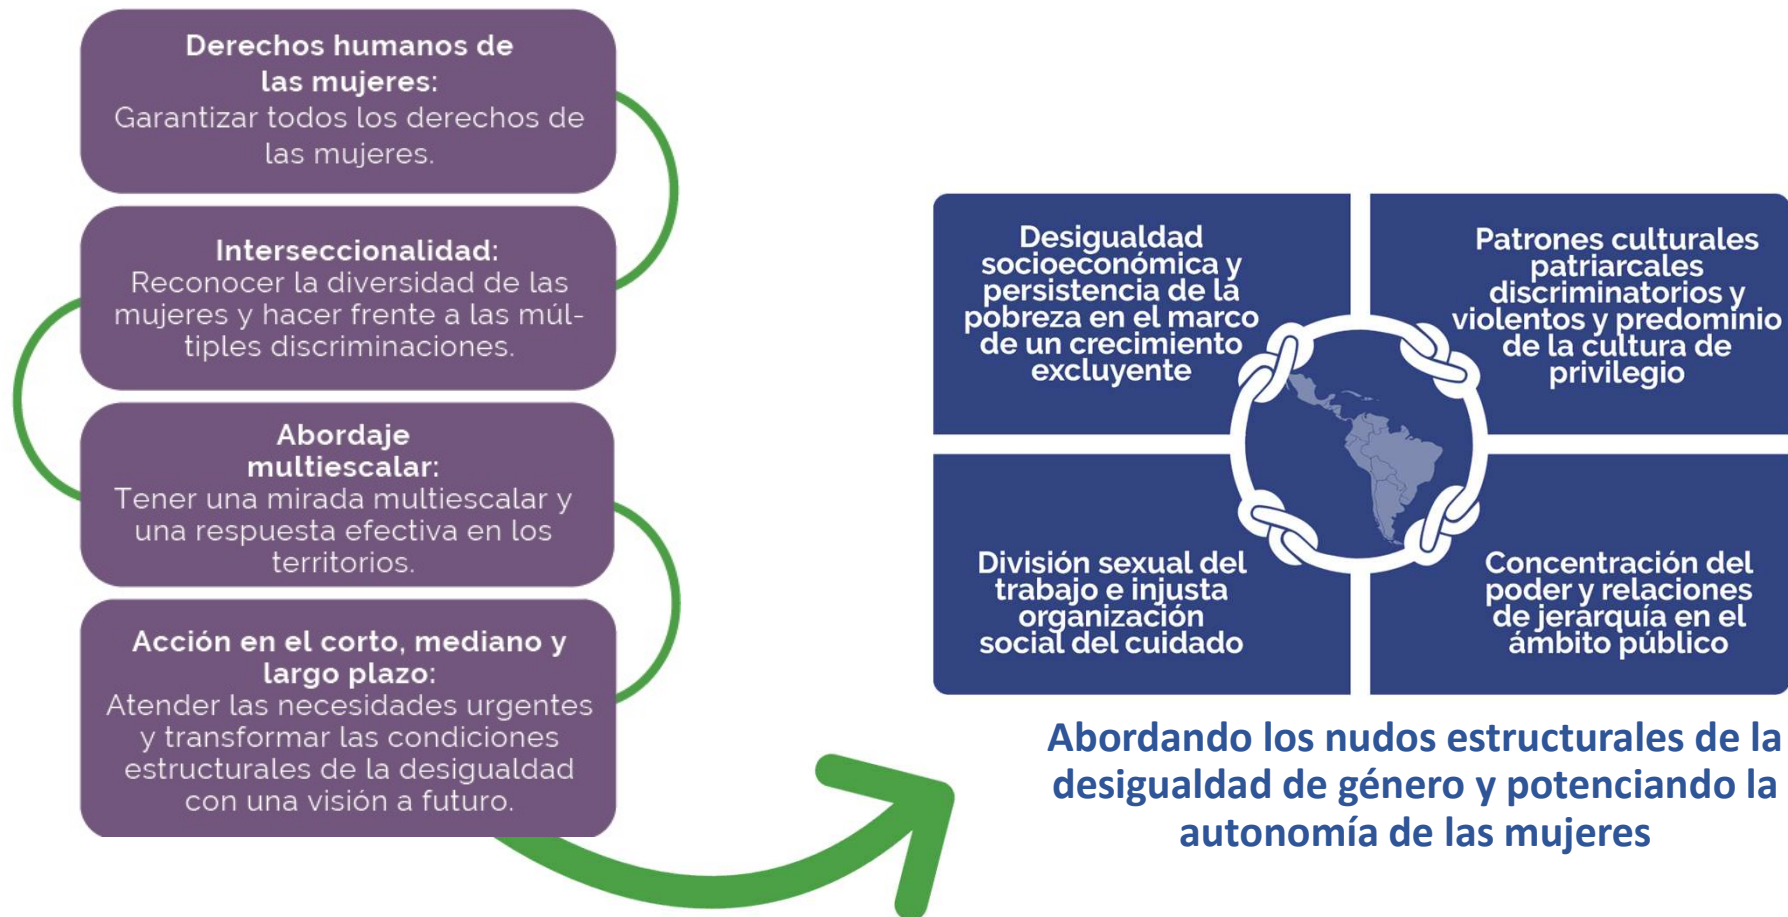 Derechos humanos de
las mujeres:
Garantizar todos los derechos de
las mujeres.
Interseccionalidad:
Reconocer la diversidad de las
mujeres y hacer frente a las múl-
tiples discriminaciones.
Abordaje
multiescalar:
Tener una mirada multiescalar y
una respuesta efectiva en los
territorios.
Acción en el corto, mediano y
largo plazo:
Atender las necesidades urgentes
y transformar las condiciones
estructurales de la desigualdad
con una visión a futuro.
Desigualdad
socioeconómica y
persistencia de la
pobreza en el marco
de un crecimiento
excluyente
Patrones culturales
patriarcales
discriminatorios y
violentos y predominio
de la cultura de
privilegio
División sexual del
trabajo e injusta
organización
social del cuidado
Concentración del
poder y relaciones
de jerarquía en el
ámbito público
Abordando los nudos estructurales de la
desigualdad de género y potenciando la
autonomía de las mujeres